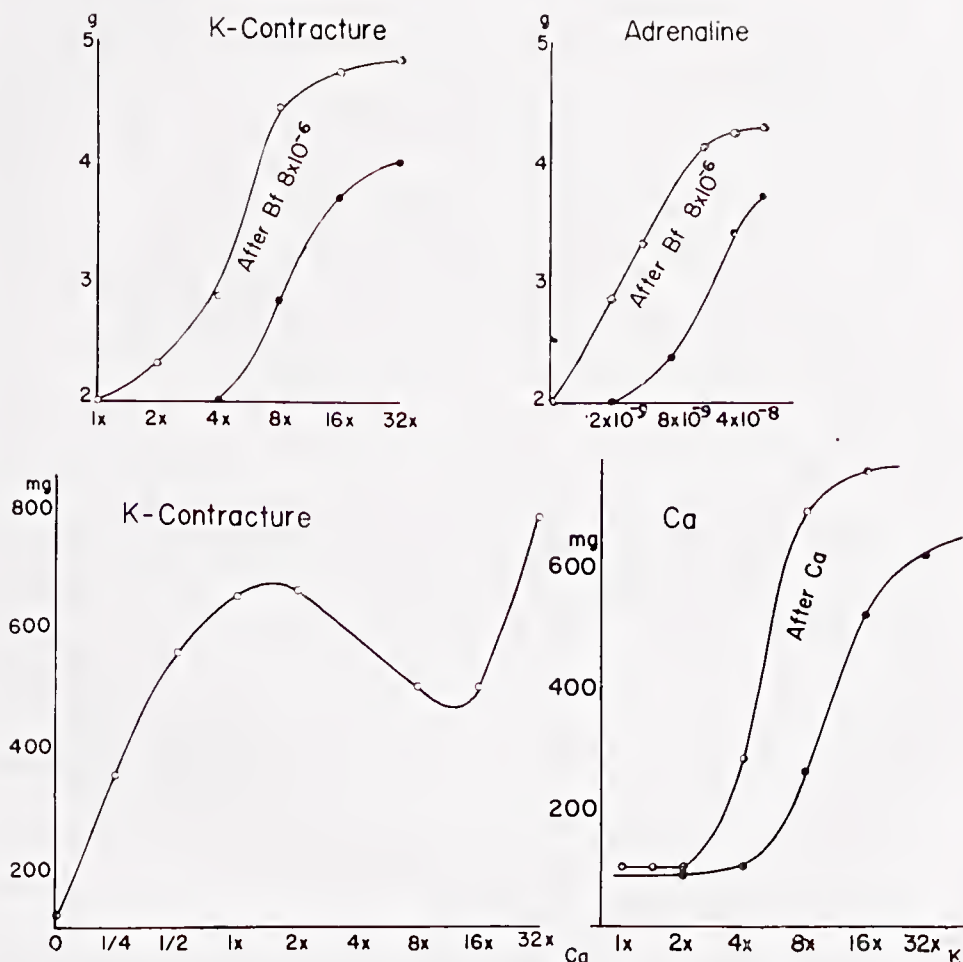 K-Contracture
g
5
4
3
2
1x 2x 4x 8x 16x 32x
After Bf 8x10⁻⁶
Adrenaline
g
5
4
3
2
2x10⁻⁹ 8x10⁻⁹ 4x10⁻⁸
After Bf 8x10⁻⁶
K-Contracture
mg
800
600
400
200
0 1/4 1/2 1x 2x 4x 8x 16x 32x
Ca
Ca
mg
600
400
200
1x 2x 4x 8x 16x 32x K
After Ca